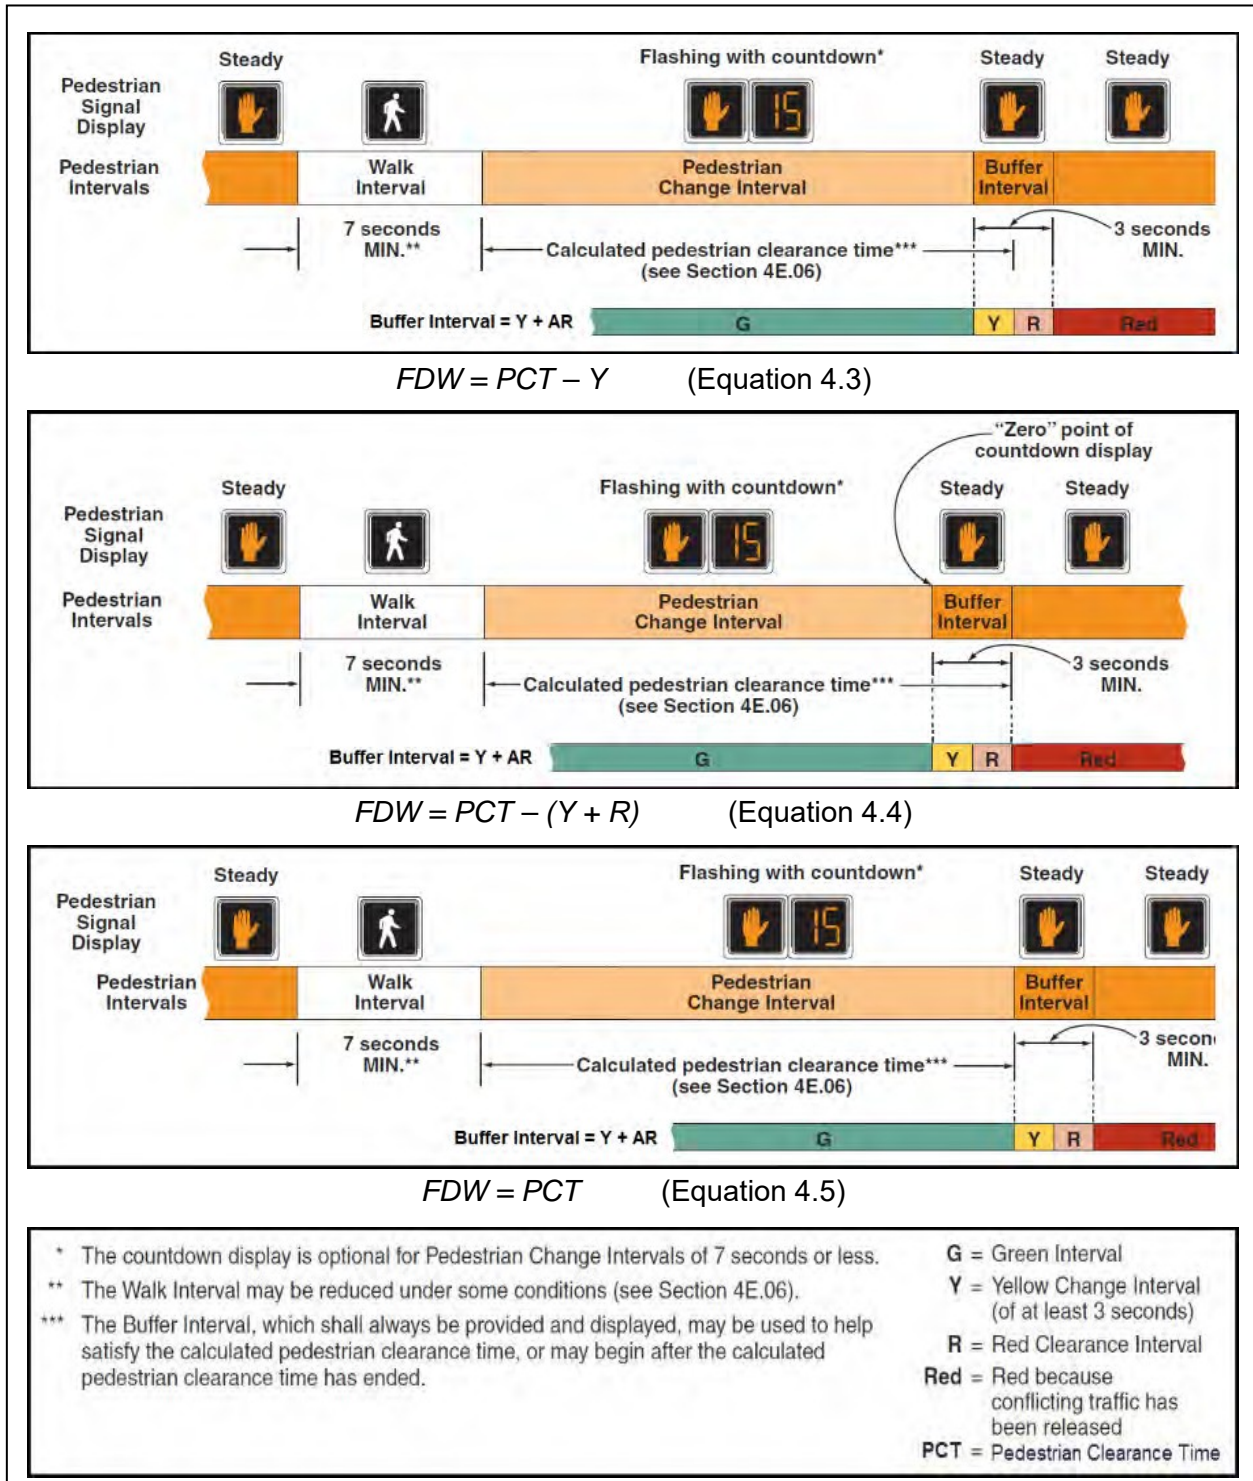 Steady
Flashing with countdown*
Steady
Steady
Pedestrian
Signal
Display
15
Pedestrian
Intervals
Walk
Interval
Pedestrian
Change Interval
Buffer
Interval
7 seconds
MIN.**
Calculated pedestrian clearance time***
(see Section 4E.06)
3 seconds
MIN.
Buffer Interval = Y + AR
G
Y
R
Red
FDW = PCT – Y (Equation 4.3)
"Zero" point of
countdown display
Steady
Flashing with countdown*
Steady
Steady
Pedestrian
Signal
Display
15
Pedestrian
Intervals
Walk
Interval
Pedestrian
Change Interval
Buffer
Interval
7 seconds
MIN.**
Calculated pedestrian clearance time***
(see Section 4E.06)
3 seconds
MIN.
Buffer Interval = Y + AR
G
Y
R
Red
FDW = PCT – (Y + R) (Equation 4.4)
Steady
Flashing with countdown*
Steady
Steady
Pedestrian
Signal
Display
15
Pedestrian
Intervals
Walk
Interval
Pedestrian
Change Interval
Buffer
Interval
7 seconds
MIN.**
Calculated pedestrian clearance time***
(see Section 4E.06)
3 secon
MIN.
Buffer Interval = Y + AR
G
Y
R
Red
FDW = PCT (Equation 4.5)
* The countdown display is optional for Pedestrian Change Intervals of 7 seconds or less.
** The Walk Interval may be reduced under some conditions (see Section 4E.06).
*** The Buffer Interval, which shall always be provided and displayed, may be used to help
satisfy the calculated pedestrian clearance time, or may begin after the calculated
pedestrian clearance time has ended.
G = Green Interval
Y = Yellow Change Interval
(of at least 3 seconds)
R = Red Clearance Interval
Red = Red because
conflicting traffic has
been released
PCT = Pedestrian Clearance Time